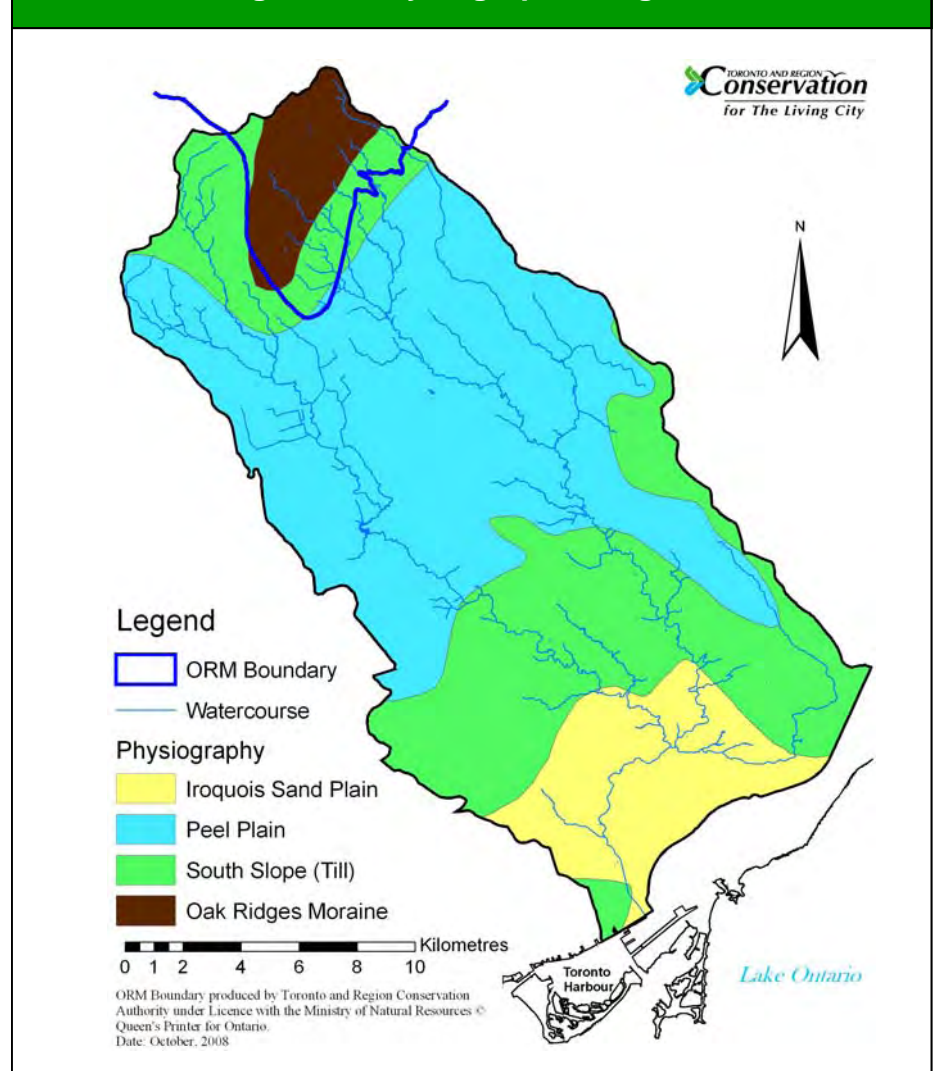 TORONTO AND REGION
Conservation
for The Living City
N
Legend
ORM Boundary
Watercourse
Physiography
Iroquois Sand Plain
Peel Plain
South Slope (Till)
Oak Ridges Moraine
Kilometres
0 1 2 4 6 8 10
Toronto
Harbour
Lake Ontario
ORM Boundary produced by Toronto and Region Conservation
Authority under Licence with the Ministry of Natural Resources ©
Queen's Printer for Ontario.
Date: October, 2008